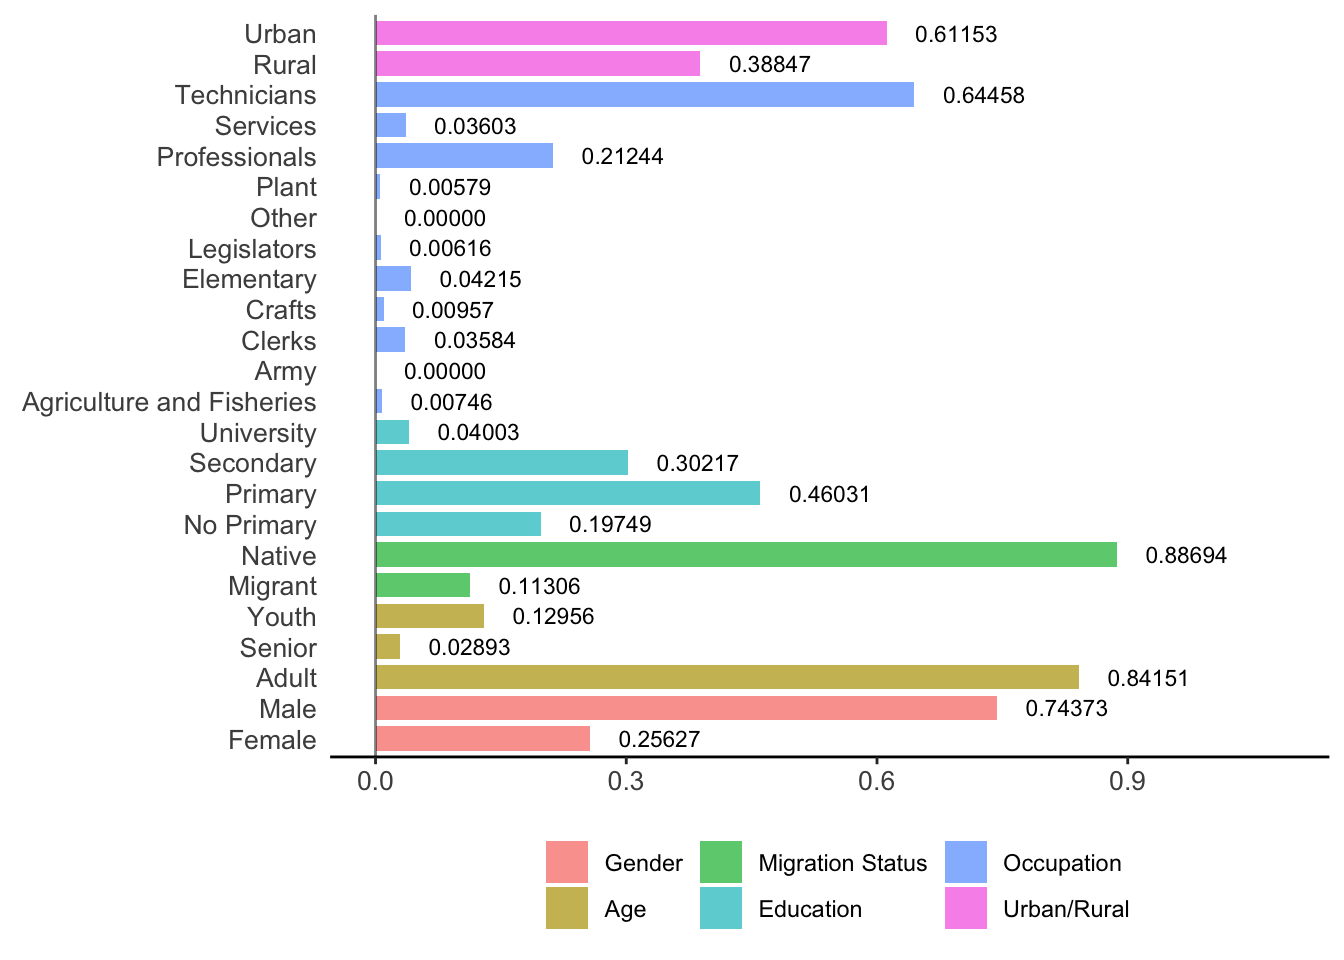 Urban 0.61153
Rural 0.38847
Technicians 0.64458
Services 0.03603
Professionals 0.21244
Plant 0.00579
Other 0.00000
Legislators 0.00616
Elementary 0.04215
Crafts 0.00957
Clerks 0.03584
Army 0.00000
Agriculture and Fisheries 0.00746
University 0.04003
Secondary 0.30217
Primary 0.46031
No Primary 0.19749
Native 0.88694
Migrant 0.11306
Youth 0.12956
Senior 0.02893
Adult 0.84151
Male 0.74373
Female 0.25627
0.0 0.3 0.6 0.9
Gender Migration Status Occupation
Age Education Urban/Rural